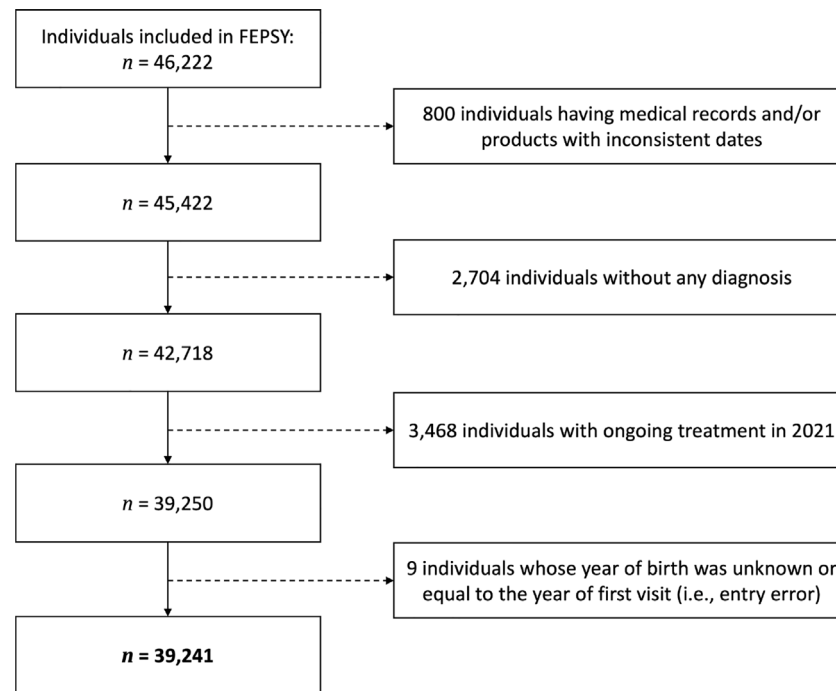 Individuals included in FEPSY:
n = 46,222
800 individuals having medical records and/or
products with inconsistent dates
n = 45,422
2,704 individuals without any diagnosis
n = 42,718
3,468 individuals with ongoing treatment in 2021
n = 39,250
9 individuals whose year of birth was unknown or
equal to the year of first visit (i.e., entry error)
n = 39,241